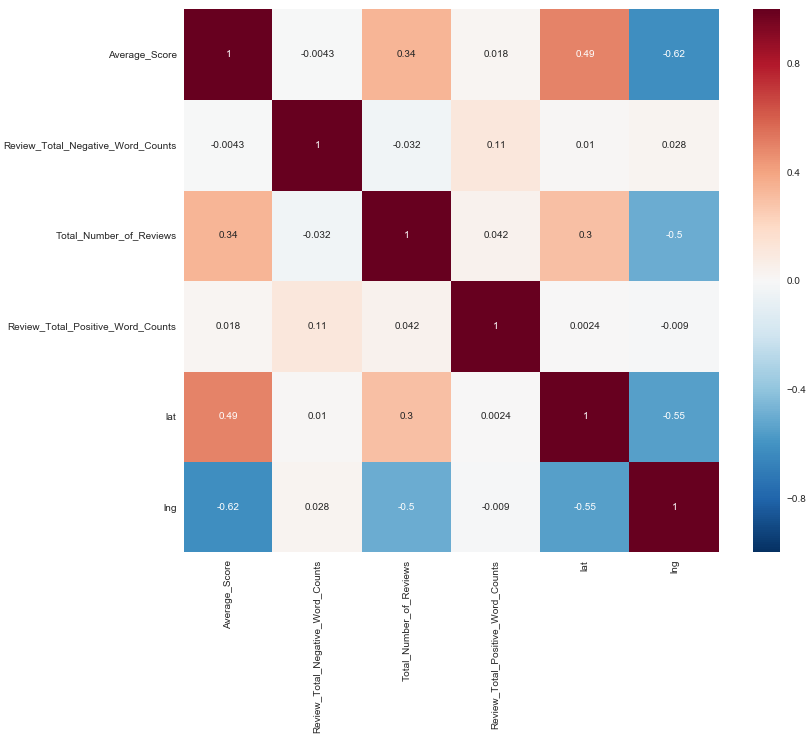 Average_Score 1 -0.0043 0.34 0.018 0.49 -0.62
Review_Total_Negative_Word_Counts -0.0043 1 -0.032 0.11 0.01 0.028
Total_Number_of_Reviews 0.34 -0.032 1 0.042 0.3 -0.5
Review_Total_Positive_Word_Counts 0.018 0.11 0.042 1 0.0024 -0.009
lat 0.49 0.01 0.3 0.0024 1 -0.55
lng -0.62 0.028 -0.5 -0.009 -0.55 1
Average_Score
Review_Total_Negative_Word_Counts
Total_Number_of_Reviews
Review_Total_Positive_Word_Counts
lat
lng
0.8
0.4
0.0
-0.4
-0.8